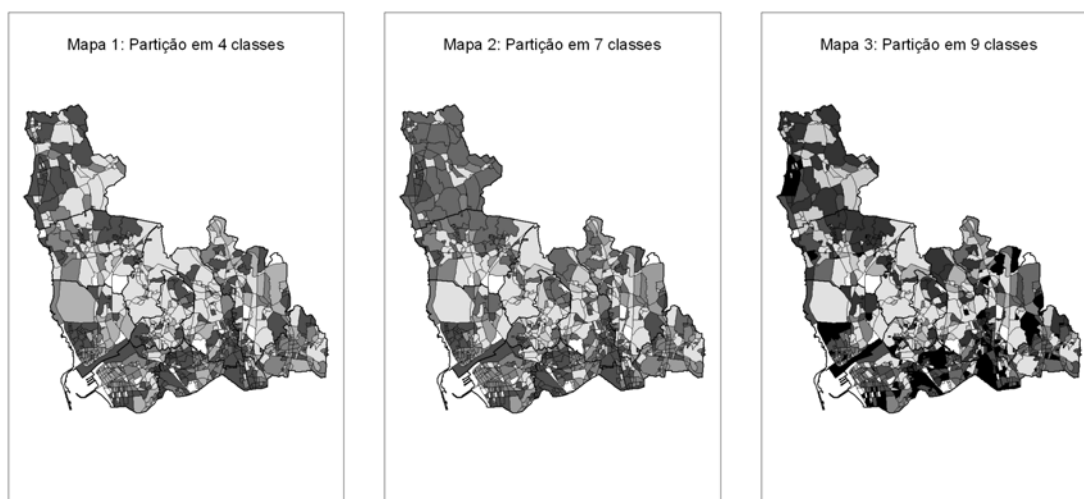 Mapa 1: Partição em 4 classes
Mapa 2: Partição em 7 classes
Mapa 3: Partição em 9 classes